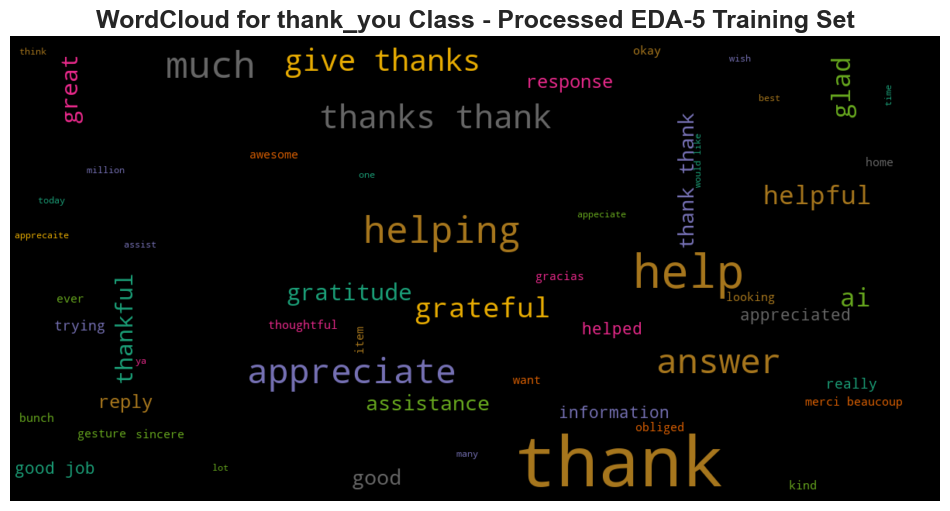 WordCloud for thank_you Class - Processed EDA-5 Training Set
think
great
much
give thanks
okay
wish
response
glad
time
best
thanks thank
thank thank
would like
awesome
home
million
one
helpful
today
appeciate
helping
apprecaite
assist
help
gracias
thankful
gratitude
looking
ai
ever
grateful
appreciated
trying
thoughtful
item
helped
ya
answer
appreciate
want
really
reply
assistance
merci beaucoup
information
bunch
obliged
gesture
sincere
thank
many
good job
lot
good
kind